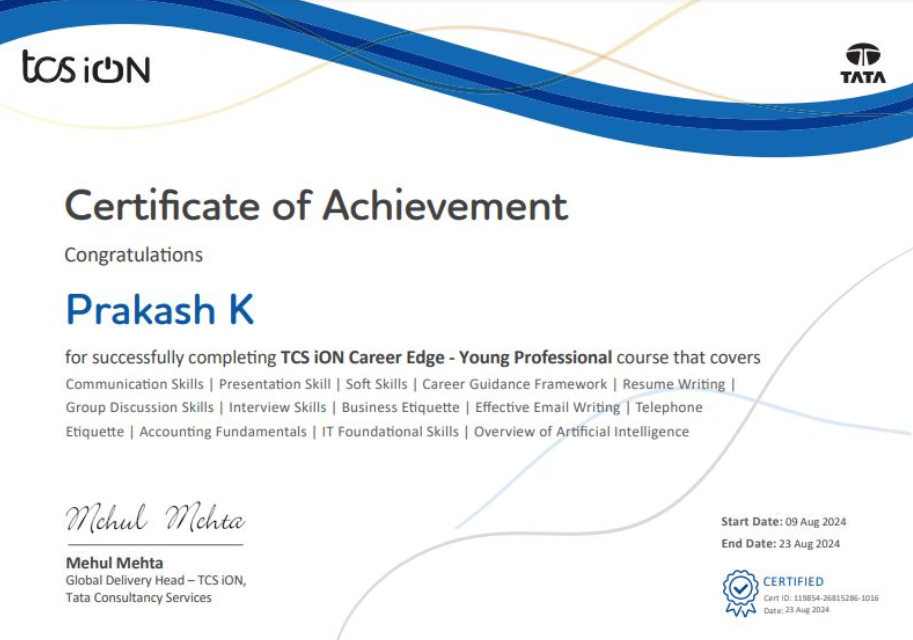 tcs iON
TATA
Certificate of Achievement
Congratulations
Prakash K
for successfully completing TCS iON Career Edge - Young Professional course that covers
Communication Skills | Presentation Skill | Soft Skills | Career Guidance Framework | Resume Writing |
Group Discussion Skills | Interview Skills | Business Etiquette | Effective Email Writing | Telephone
Etiquette | Accounting Fundamentals | IT Foundational Skills | Overview of Artificial Intelligence
Mehul Mehta
Mehul Mehta
Global Delivery Head – TCS iON,
Tata Consultancy Services
Start Date: 09 Aug 2024
End Date: 23 Aug 2024
CERTIFIED
Cert ID: 119854-26815286-1016
Date: 23 Aug 2024